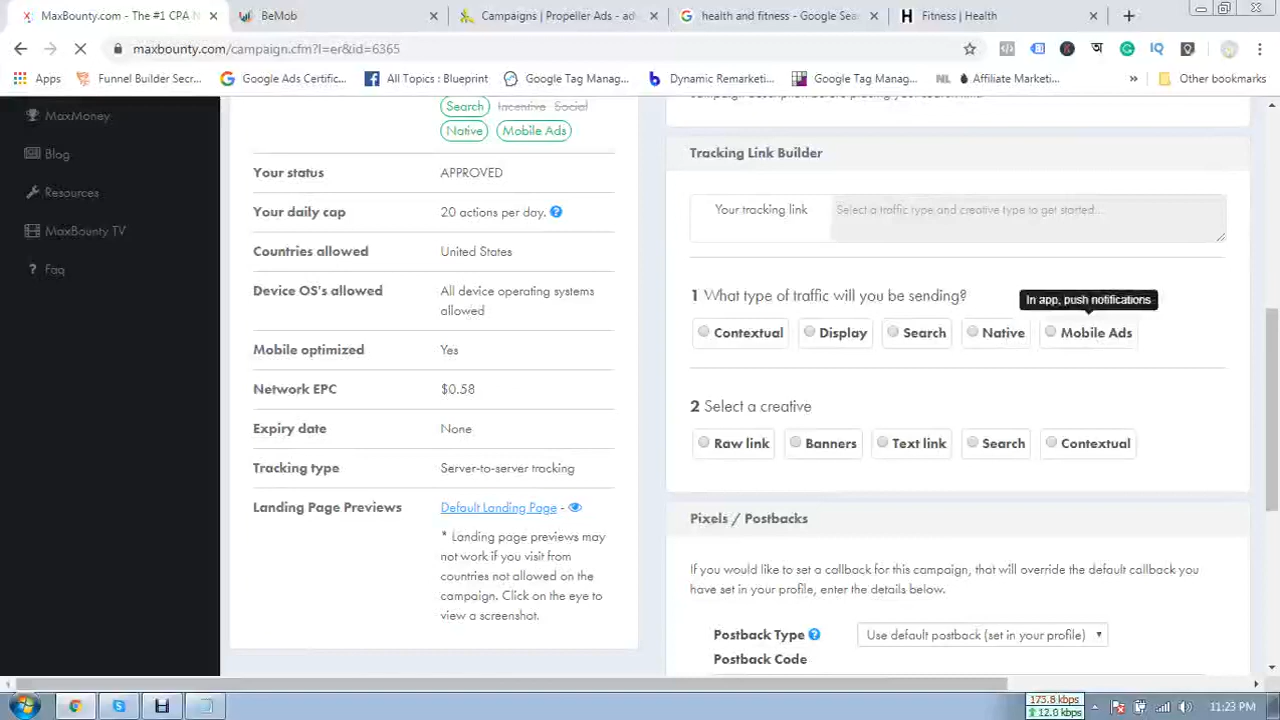 MaxBounty.com - The #1 CPA N
BeMob
Campaigns | Propeller Ads - ad
health and fitness - Google Sea
Fitness | Health
maxbounty.com/campaign.cfm?l=er&id=6365
Apps
Funnel Builder Secr...
Google Ads Certific...
All Topics : Blueprint
Google Tag Manag...
Dynamic Remarketi...
Google Tag Manag...
NL
Affiliate Marketi...
»
Other bookmarks
MaxMoney
Blog
Resources
MaxBounty TV
Faq
Search Incentive Social
Native Mobile Ads
Your status APPROVED
Your daily cap 20 actions per day.
Countries allowed United States
Device OS's allowed All device operating systems
allowed
Mobile optimized Yes
Network EPC $0.58
Expiry date None
Tracking type Server-to-server tracking
Landing Page Previews Default Landing Page -
* Landing page previews may
not work if you visit from
countries not allowed on the
campaign. Click on the eye to
view a screenshot.
Tracking Link Builder
Your tracking link Select a traffic type and creative type to get started...
1 What type of traffic will you be sending?
In app, push notifications
Contextual Display Search Native Mobile Ads
2 Select a creative
Raw link Banners Text link Search Contextual
Pixels / Postbacks
If you would like to set a callback for this campaign, that will override the default callback you
have set in your profile, enter the details below.
Postback Type Use default postback (set in your profile)
Postback Code
173.8 kbps
12.0 kbps
11:23 PM